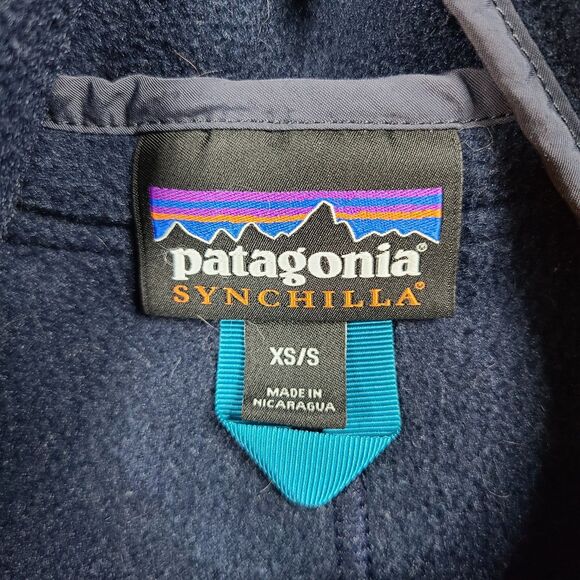 patagonia®
SYNCHILLA®
XS/S
MADE IN
NICARAGUA